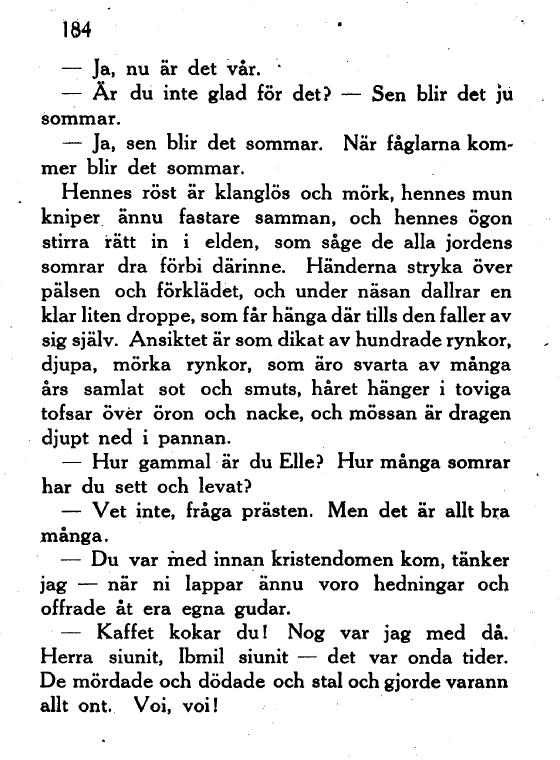 184
— Ja, nu är det vår.
— Är du inte glad för det? — Sen blir det ju
sommar.
— Ja, sen blir det sommar. När fåglarna kom-
mer blir det sommar.
Hennes röst är klanglös och mörk, hennes mun
kniper ännu fastare samman, och hennes ögon
stirra rätt in i elden, som såge de alla jordens
somrar dra förbi därinne. Händerna stryka över
pälsen och förklädet, och under näsan dallrar en
klar liten droppe, som får hänga där tills den faller av
sig själv. Ansiktet är som dikat av hundrade rynkor,
djupa, mörka rynkor, som äro svarta av många
års samlat sot och smuts, håret hänger i toviga
tofsar över öron och nacke, och mössan är dragen
djupt ned i pannan.
— Hur gammal är du Elle? Hur många somrar
har du sett och levat?
— Vet inte, fråga prästen. Men det är allt bra
många.
— Du var med innan kristendomen kom, tänker
jag — när ni lappar ännu voro hedningar och
offrade åt era egna gudar.
— Kaffet kokar du! Nog var jag med då.
Herra siunit, Ibmil siunit — det var onda tider.
De mördade och dödade och stal och gjorde varann
allt ont. Voi, voi!